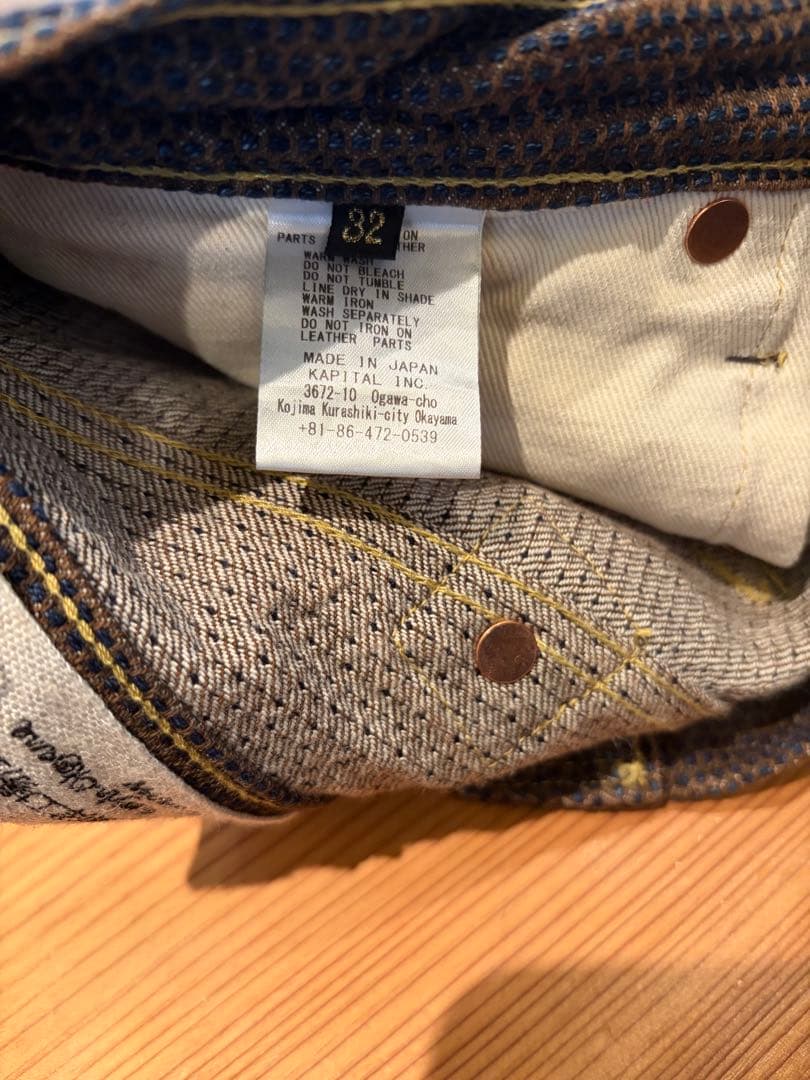 32
PARTS ON
THER
WARM WASH
DO NOT BLEACH
DO NOT TUMBLE
LINE DRY IN SHADE
WARM IRON
WASH SEPARATELY
DO NOT IRON ON
LEATHER PARTS
MADE IN JAPAN
KAPITAL INC.
3672-10 Ogawa-cho
Kojima Kurashiki-city Okayama
+81-86-472-0539